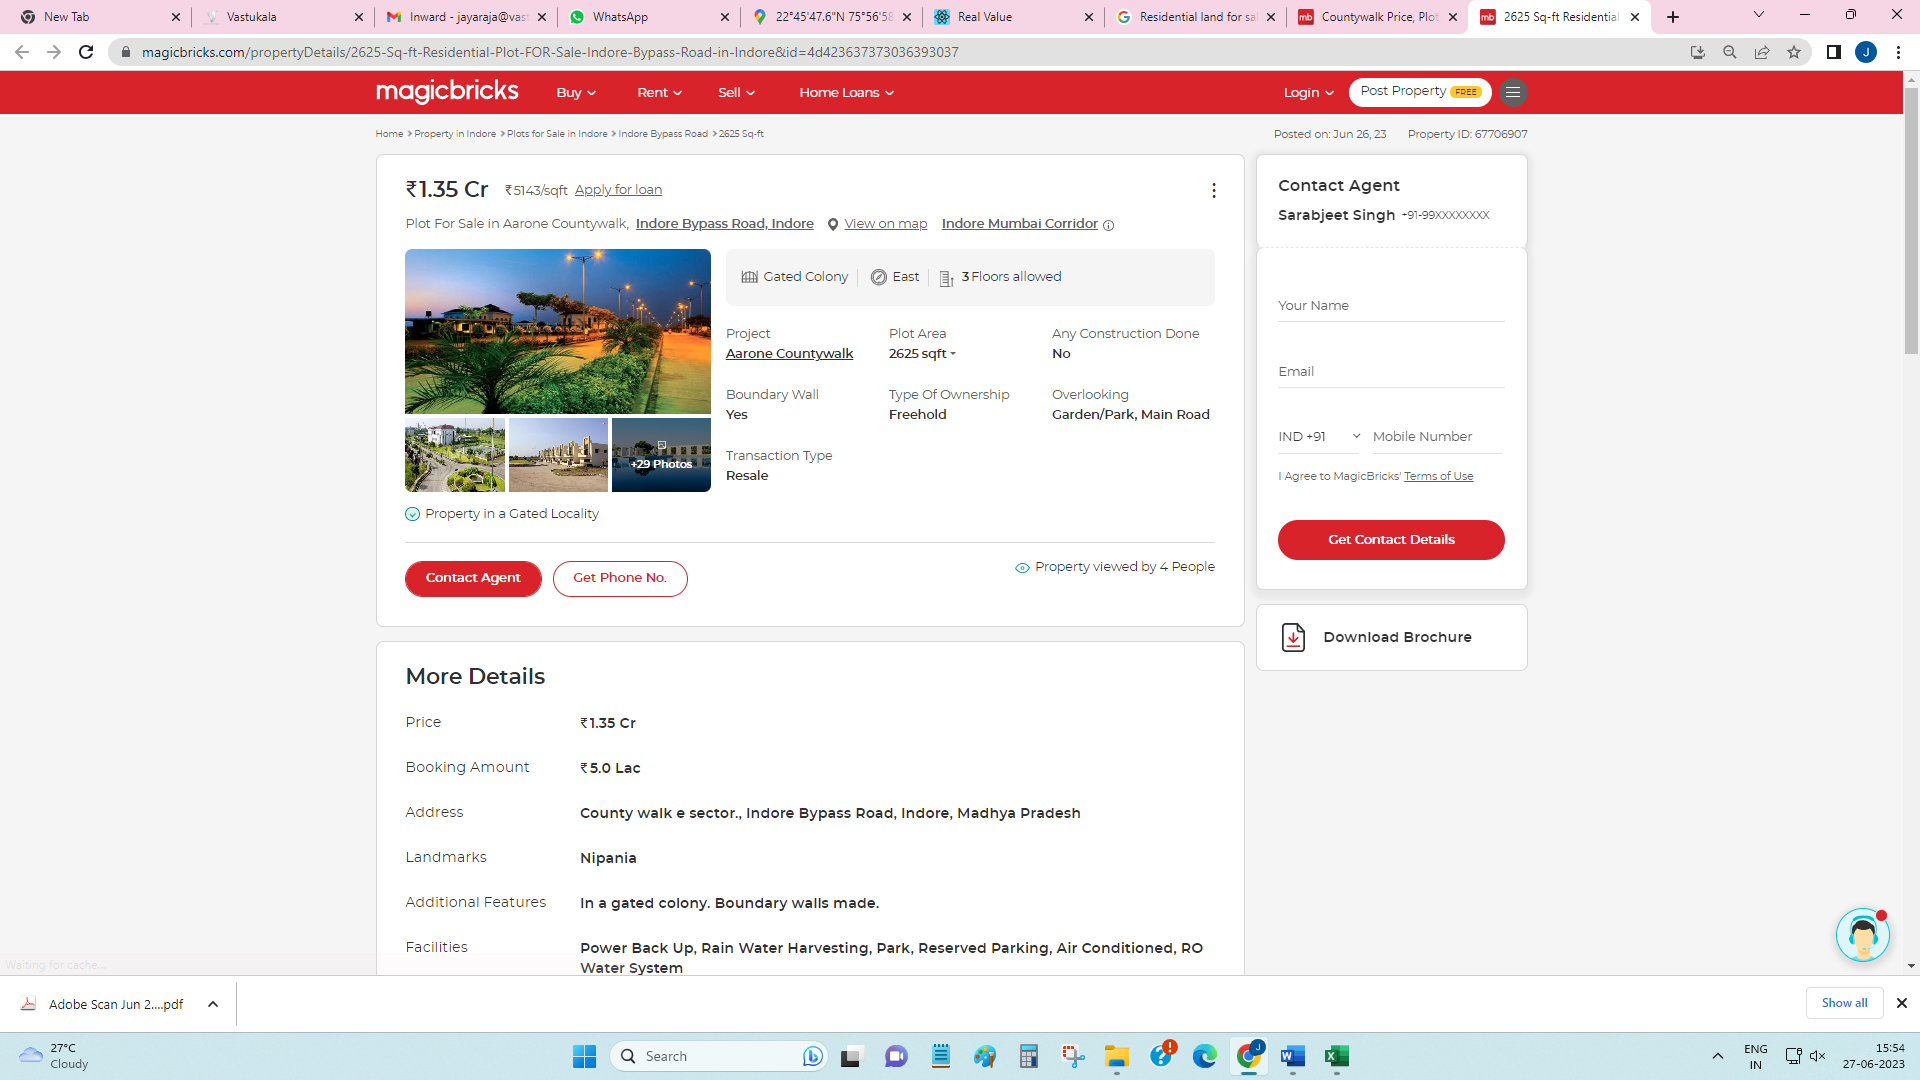 New Tab
Vastukala
Inward - jayaraja@vas
WhatsApp
22°45'47.6"N 75°56'58
Real Value
Residential land for sa
Countywalk Price, Plot
2625 Sq-ft Residential
magicbricks.com/propertyDetails/2625-Sq-ft-Residential-Plot-FOR-Sale-Indore-Bypass-Road-in-Indore&id=4d423637373036393037
J
magicbricks
Buy
Rent
Sell
Home Loans
Login
Post Property FREE
Home > Property in Indore > Plots for Sale in Indore > Indore Bypass Road > 2625 Sq-ft
Posted on: Jun 26, 23
Property ID: 67706907
₹1.35 Cr ₹5143/sqft Apply for loan
Plot For Sale in Aarone Countywalk, Indore Bypass Road, Indore View on map Indore Mumbai Corridor
Gated Colony
East
3 Floors allowed
Project
Aarone Countywalk
Plot Area
2625 sqft
Any Construction Done
No
Boundary Wall
Yes
Type Of Ownership
Freehold
Overlooking
Garden/Park, Main Road
Transaction Type
Resale
+29 Photos
Property in a Gated Locality
Contact Agent
Get Phone No.
Property viewed by 4 People
Contact Agent
Sarabjeet Singh +91-99XXXXXXXX
Your Name
Email
IND +91
Mobile Number
I Agree to MagicBricks' Terms of Use
Get Contact Details
Download Brochure
More Details
Price ₹1.35 Cr
Booking Amount ₹5.0 Lac
Address County walk e sector., Indore Bypass Road, Indore, Madhya Pradesh
Landmarks Nipania
Additional Features In a gated colony. Boundary walls made.
Facilities Power Back Up, Rain Water Harvesting, Park, Reserved Parking, Air Conditioned, RO
Water System
Waiting for cache...
Adobe Scan Jun 2....pdf
Show all
27°C
Cloudy
Search
ENG
IN
15:54
27-06-2023